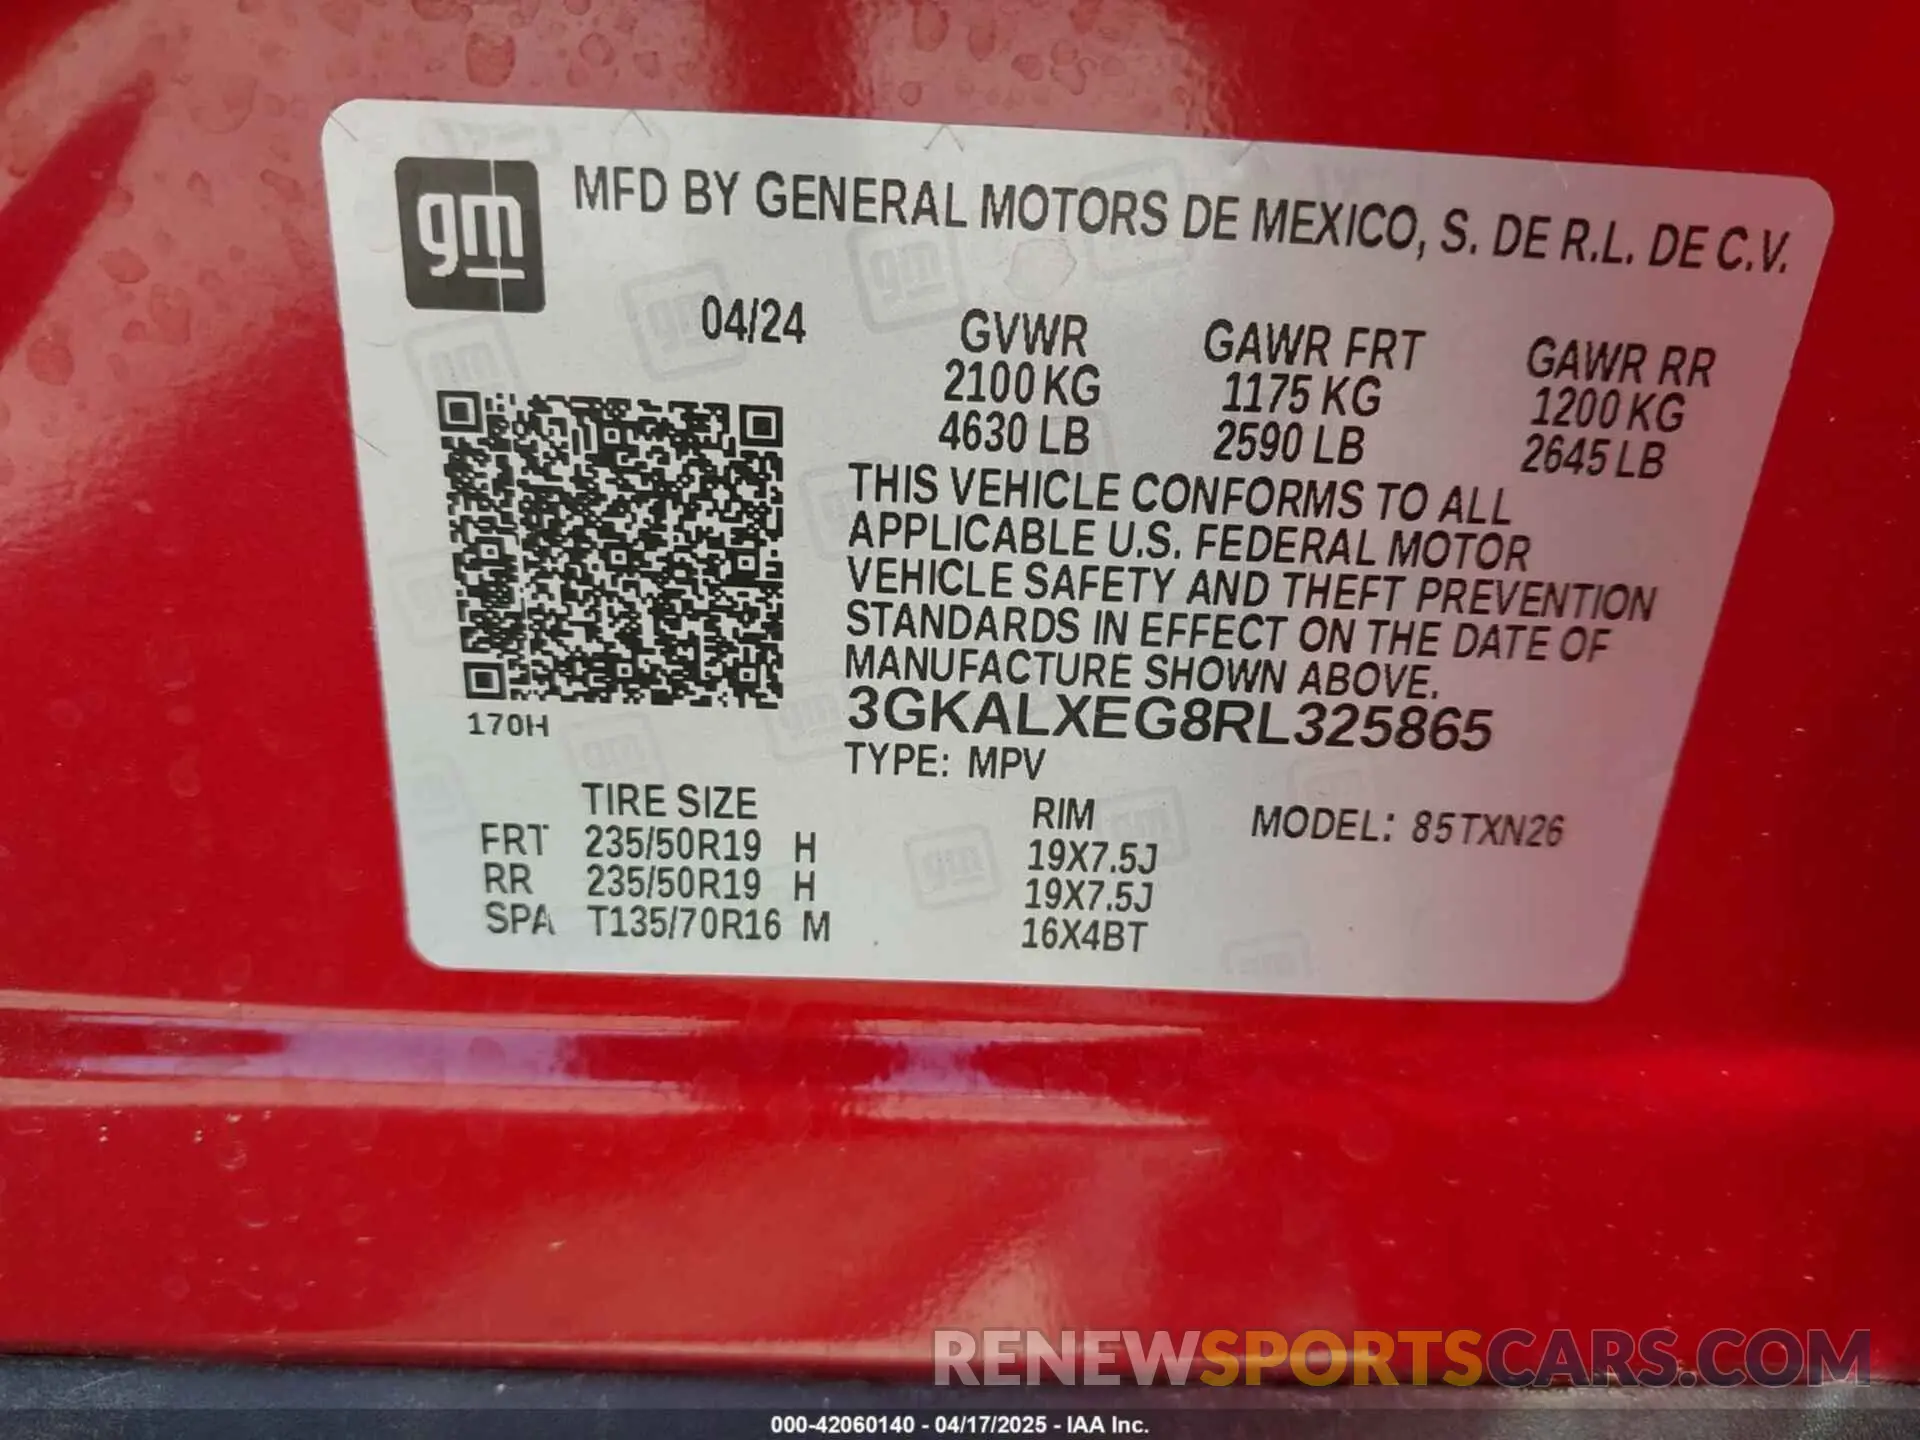 gm
MFD BY GENERAL MOTORS DE MEXICO, S. DE R.L. DE C.V.
04/24
GVWR GAWR FRT GAWR RR
2100 KG 1175 KG 1200 KG
4630 LB 2590 LB 2645 LB
THIS VEHICLE CONFORMS TO ALL
APPLICABLE U.S. FEDERAL MOTOR
VEHICLE SAFETY AND THEFT PREVENTION
STANDARDS IN EFFECT ON THE DATE OF
MANUFACTURE SHOWN ABOVE.
3GKALXEG8RL325865
170H
TYPE: MPV
TIRE SIZE RIM MODEL: 85TXN26
FRT 235/50R19 H 19X7.5J
RR 235/50R19 H 19X7.5J
SPA T135/70R16 M 16X4BT
RENEWSPORTSCARS.COM
000-42060140 - 04/17/2025 - IAA Inc.